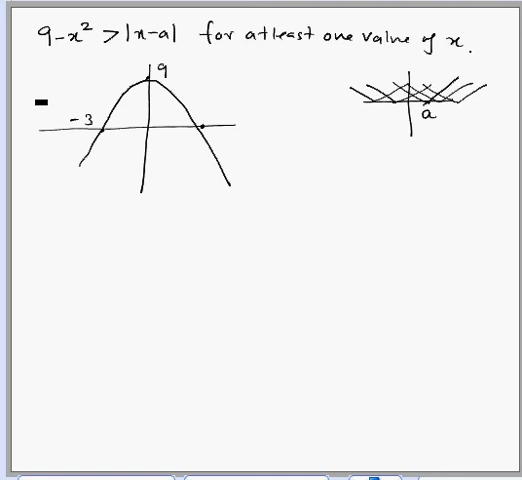 9-x² >|x-a| for atleast one value of x.
9
-3
a